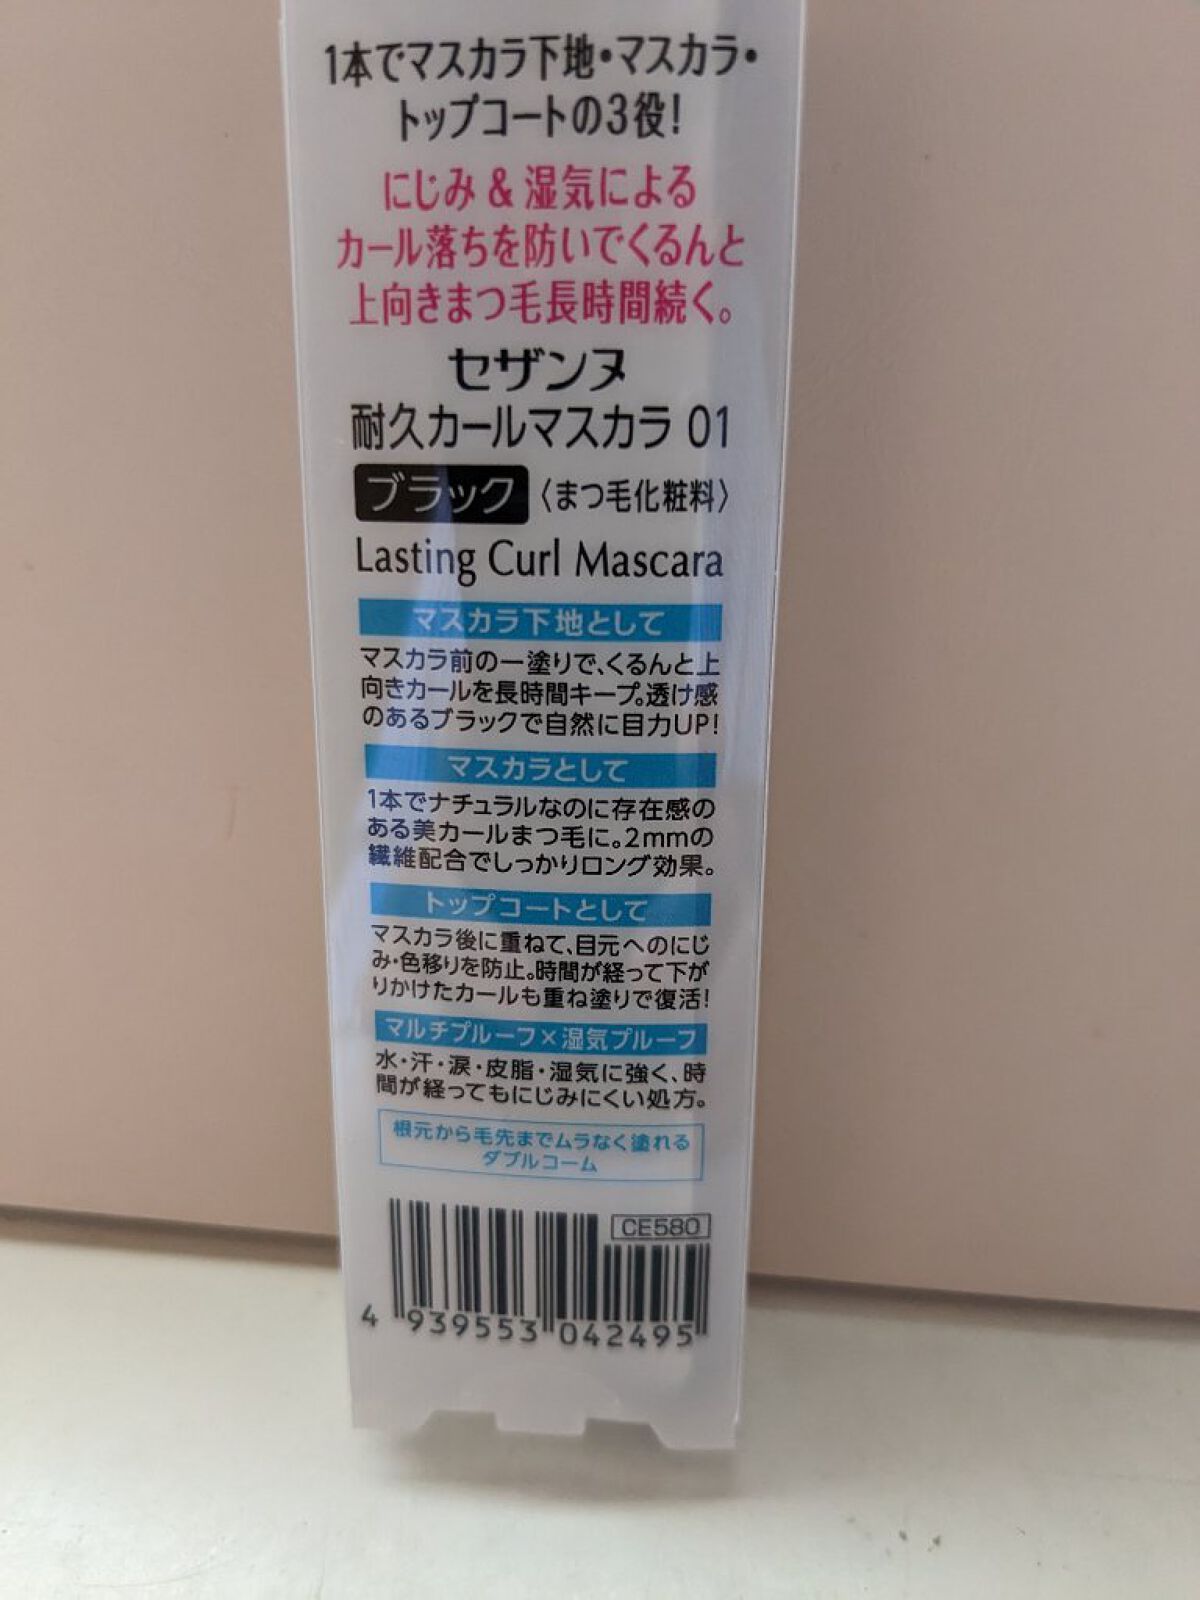 1本でマスカラ下地・マスカラ・
トップコートの3役!
にじみ & 湿気による
カール落ちを防いでくるんと
上向きまつ毛長時間続く。
セザンヌ
耐久カールマスカラ 01
ブラック 〈まつ毛化粧料〉
Lasting Curl Mascara
マスカラ下地として
マスカラ前の一塗りで、くるんと上
向きカールを長時間キープ。透け感
のあるブラックで自然に目力UP!
マスカラとして
1本でナチュラルなのに存在感の
ある美カールまつ毛に。2mmの
繊維配合でしっかりロング効果。
トップコートとして
マスカラ後に重ねて、目元へのにじ
み・色移りを防止。時間が経って下が
りかけたカールも重ね塗りで復活!
マルチプルーフ×湿気プルーフ
水・汗・涙・皮脂・湿気に強く、時
間が経ってもにじみにくい処方。
根元から毛先までムラなく塗れる
ダブルコーム
CE580
4 939553 042495